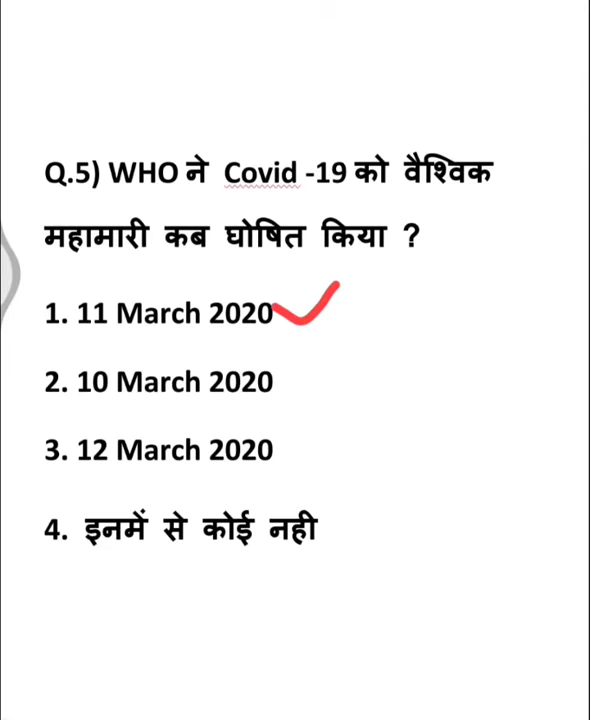 Q.5) WHO ने Covid -19 को वैश्विक
महामारी कब घोषित किया ?
1. 11 March 2020
2. 10 March 2020
3. 12 March 2020
4. इनमें से कोई नही